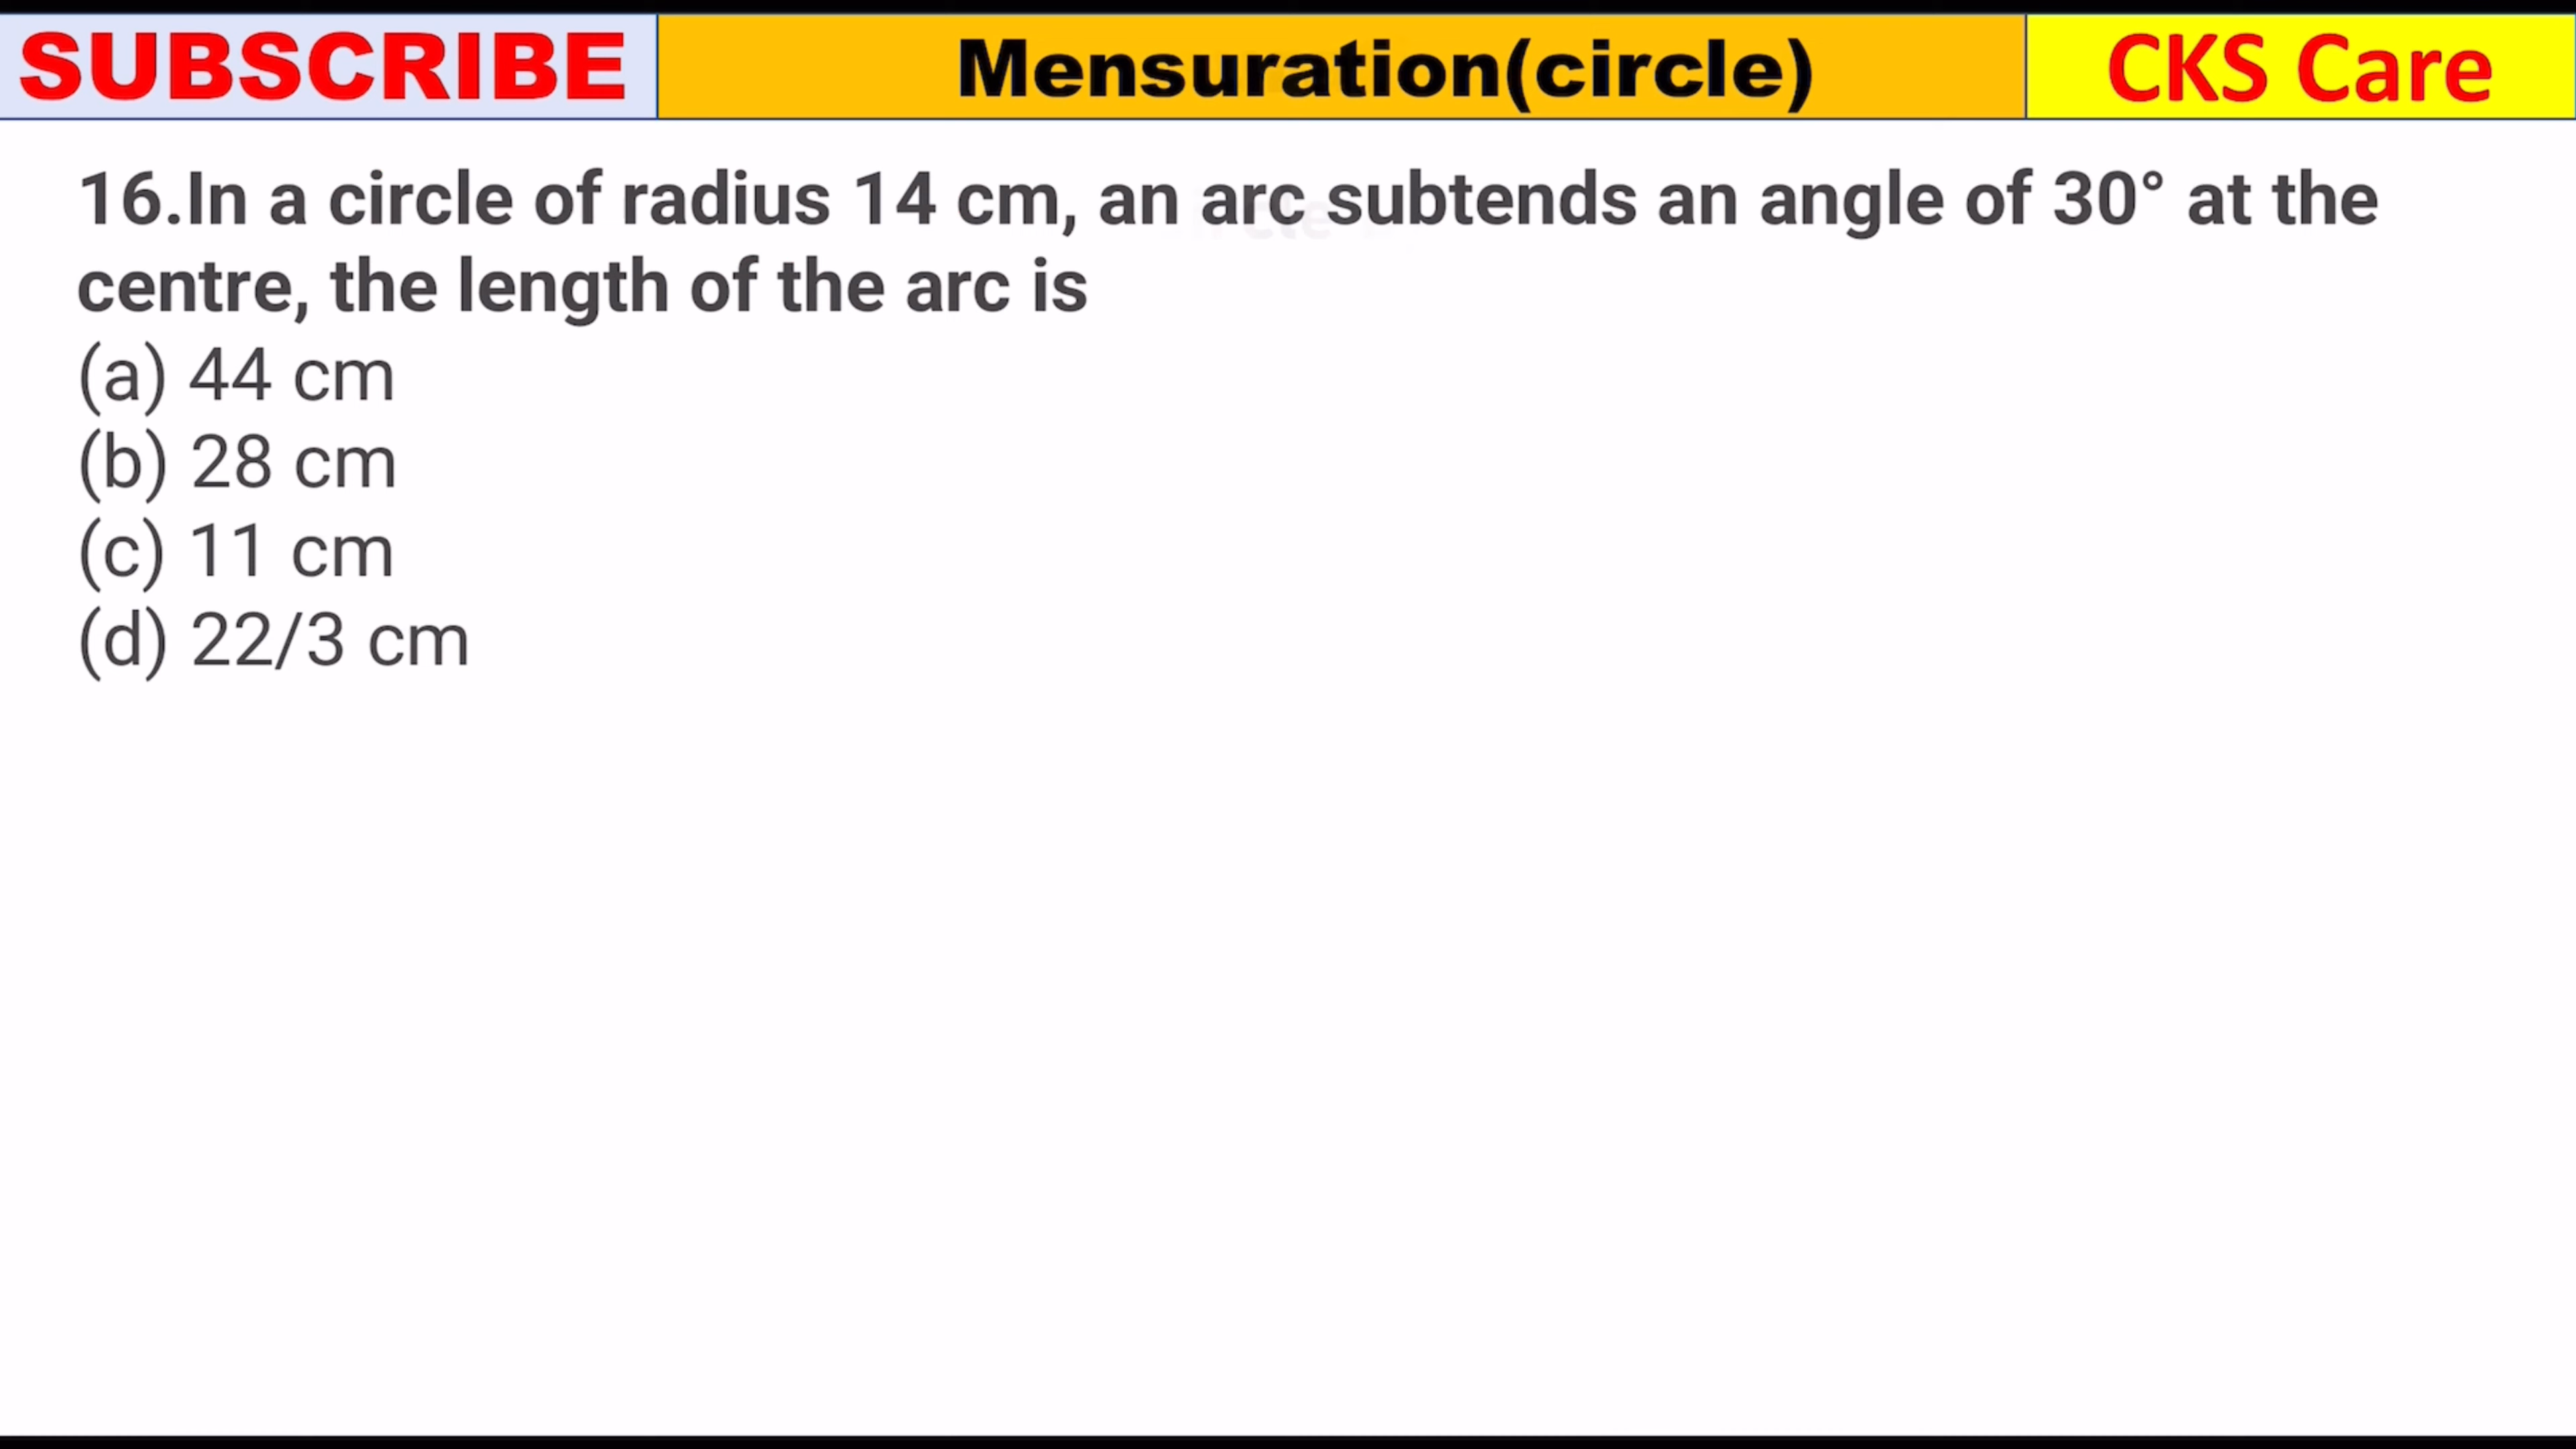 SUBSCRIBE Mensuration(circle) CKS Care
16.In a circle of radius 14 cm, an arc subtends an angle of 30° at the
centre, the length of the arc is
(a) 44 cm
(b) 28 cm
(c) 11 cm
(d) 22/3 cm